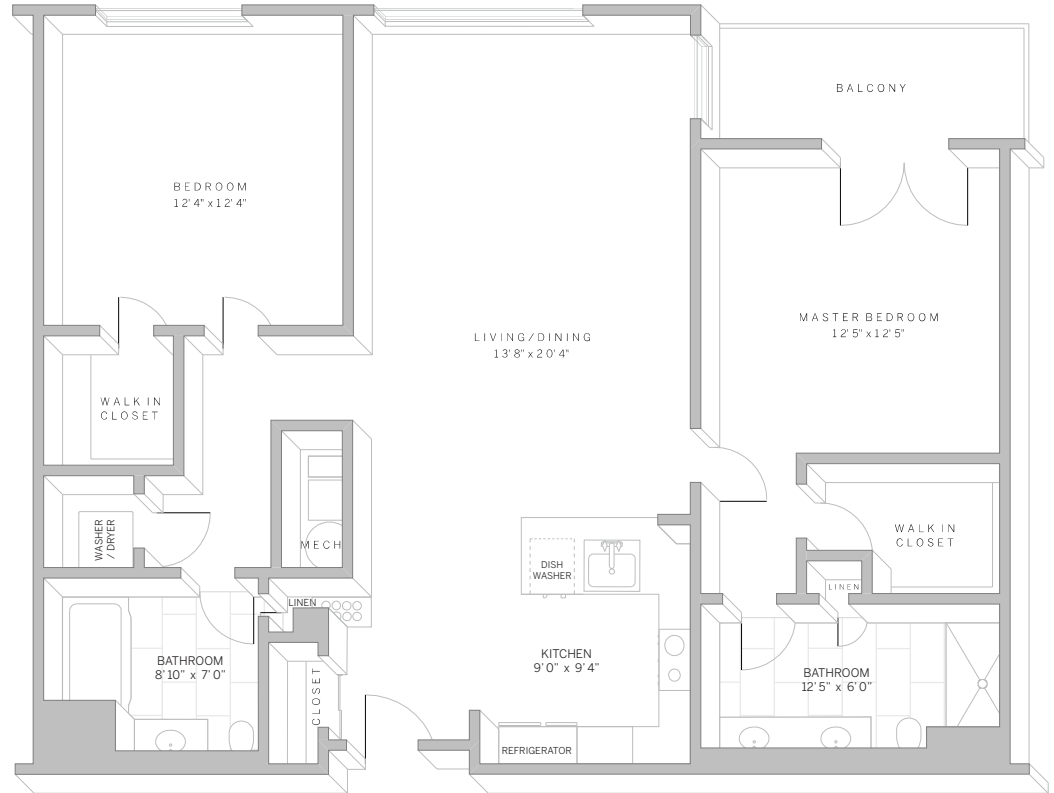 BALCONY
BEDROOM
12'4" x 12'4"
MASTER BEDROOM
12'5" x 12'5"
LIVING/DINING
13'8" x 20'4"
WALK IN
CLOSET
WASHER
/ DRYER
MECH
WALK IN
CLOSET
DISH
WASHER
LINEN
LINEN
BATHROOM
8'10" x 7'0"
KITCHEN
9'0" x 9'4"
BATHROOM
12'5" x 6'0"
CLOSET
REFRIGERATOR